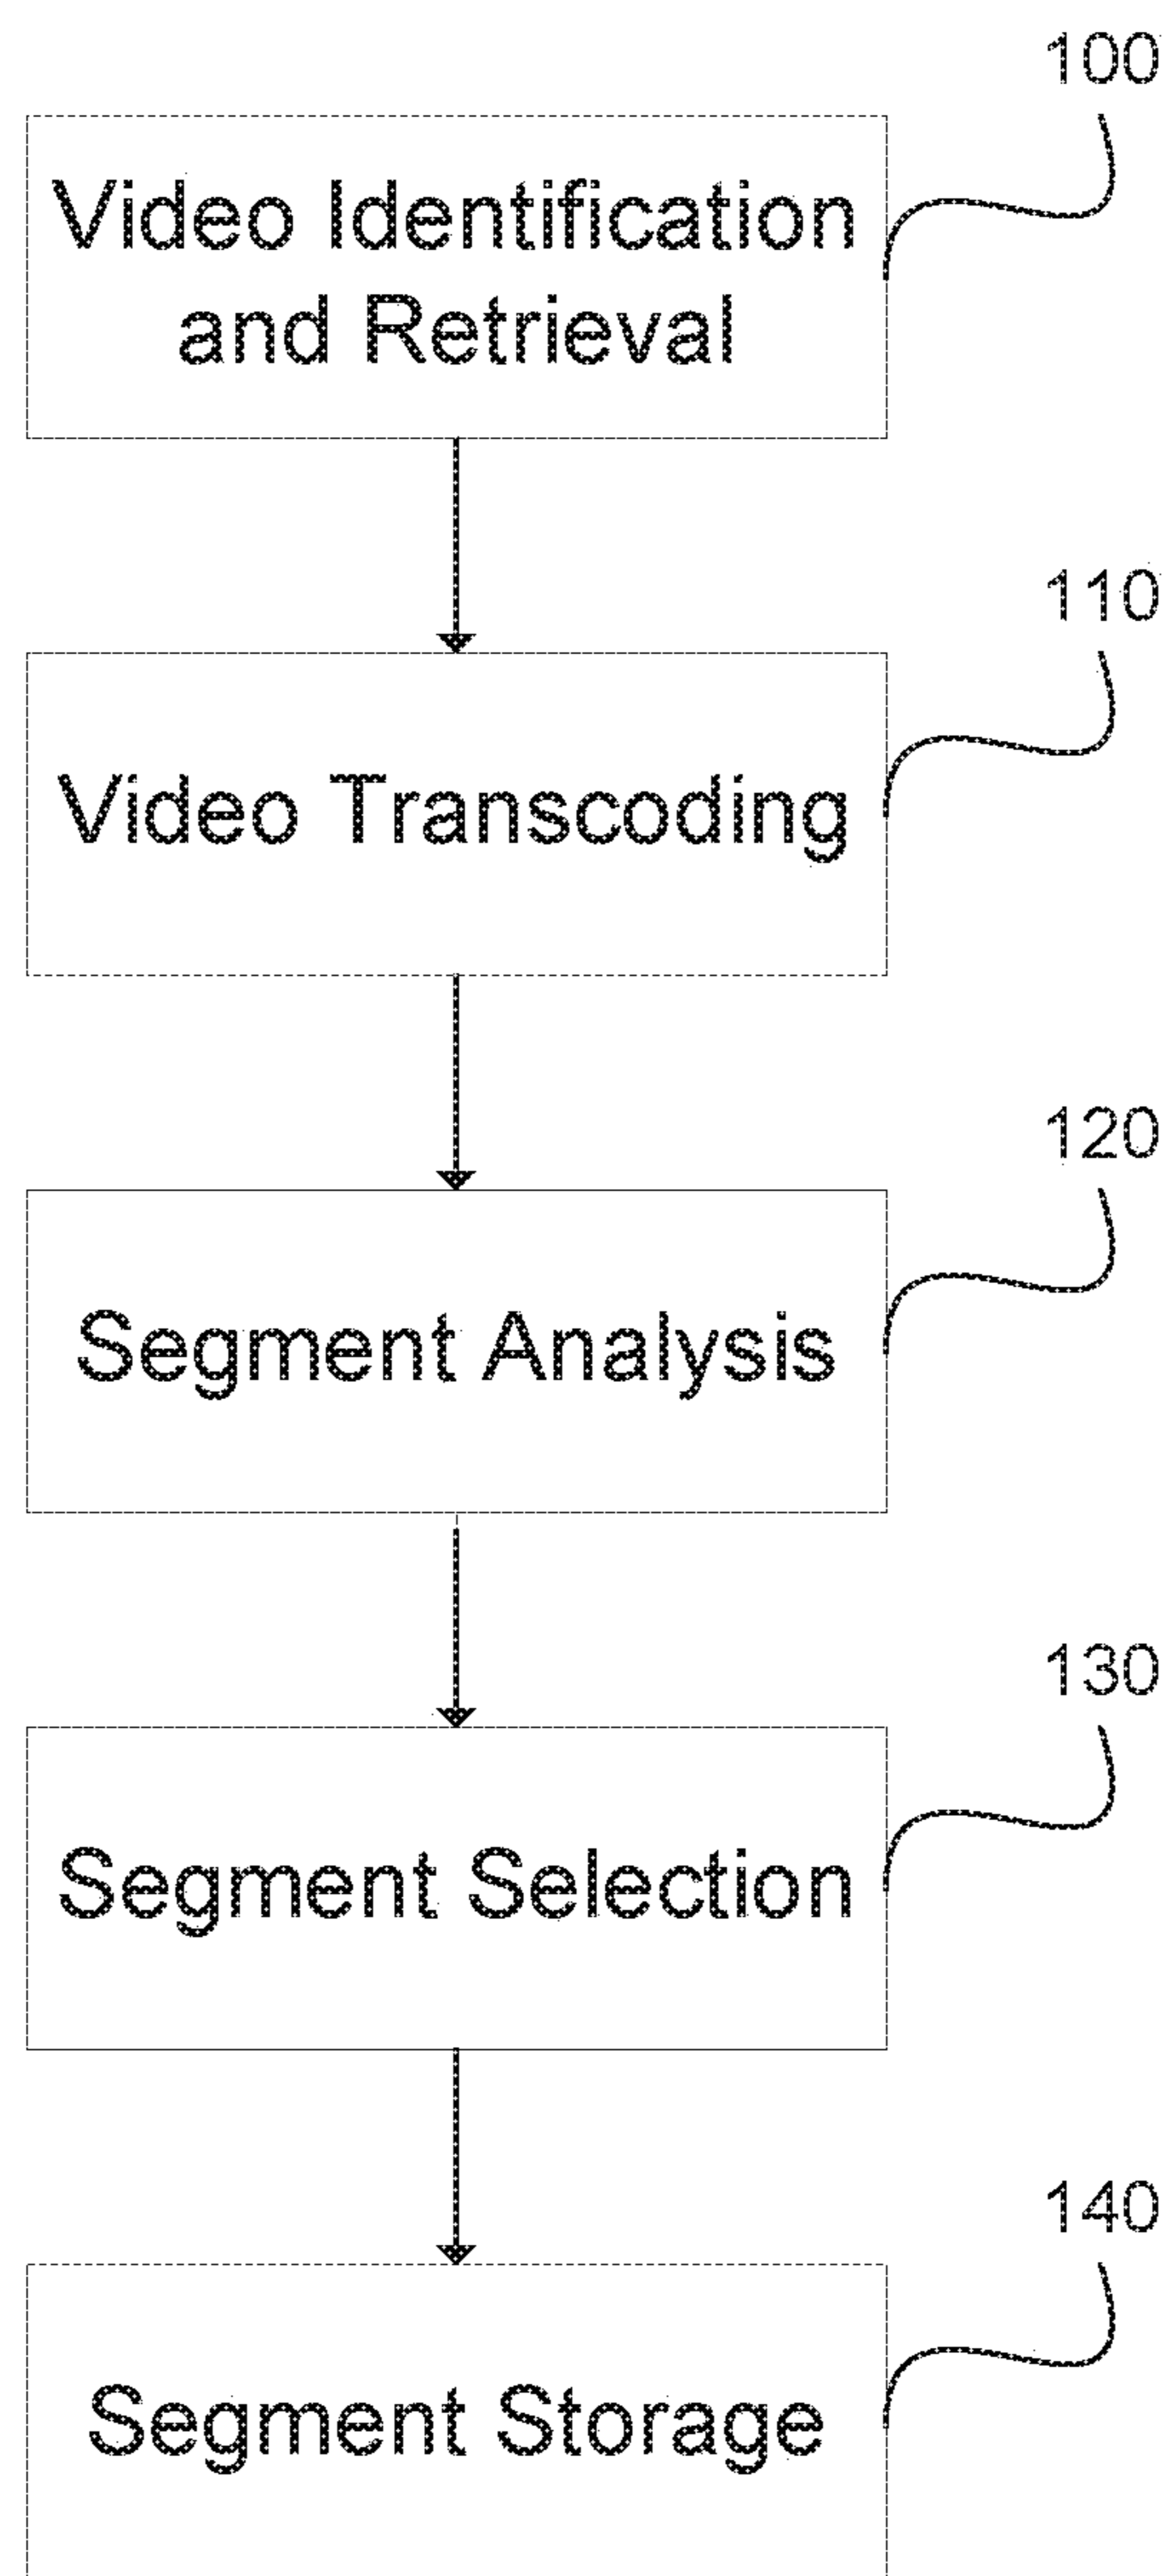 100
Video Identification
and Retrieval
110
Video Transcoding
120
Segment Analysis
130
Segment Selection
140
Segment Storage